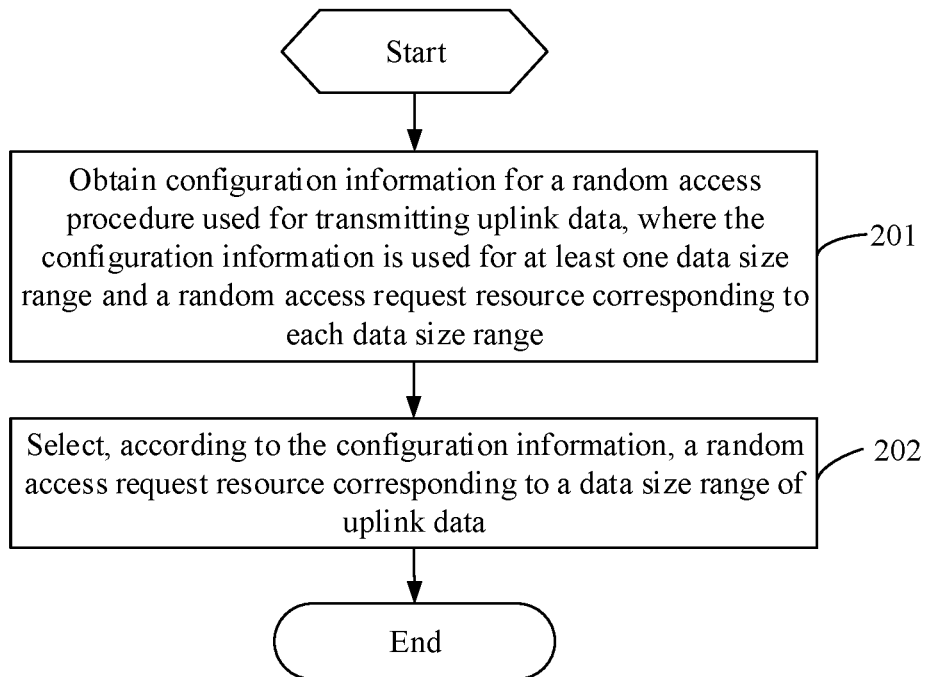 Start
Obtain configuration information for a random access
procedure used for transmitting uplink data, where the
configuration information is used for at least one data size
range and a random access request resource corresponding to
each data size range
201
Select, according to the configuration information, a random
access request resource corresponding to a data size range of
uplink data
202
End